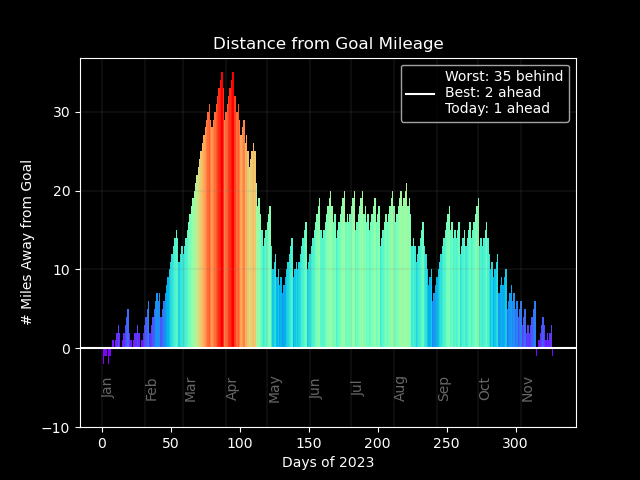 Distance from Goal Mileage
Worst: 35 behind
Best: 2 ahead
Today: 1 ahead
# Miles Away from Goal
30
20
10
0
−10
Jan
Feb
Mar
Apr
May
Jun
Jul
Aug
Sep
Oct
Nov
0
50
100
150
200
250
300
Days of 2023